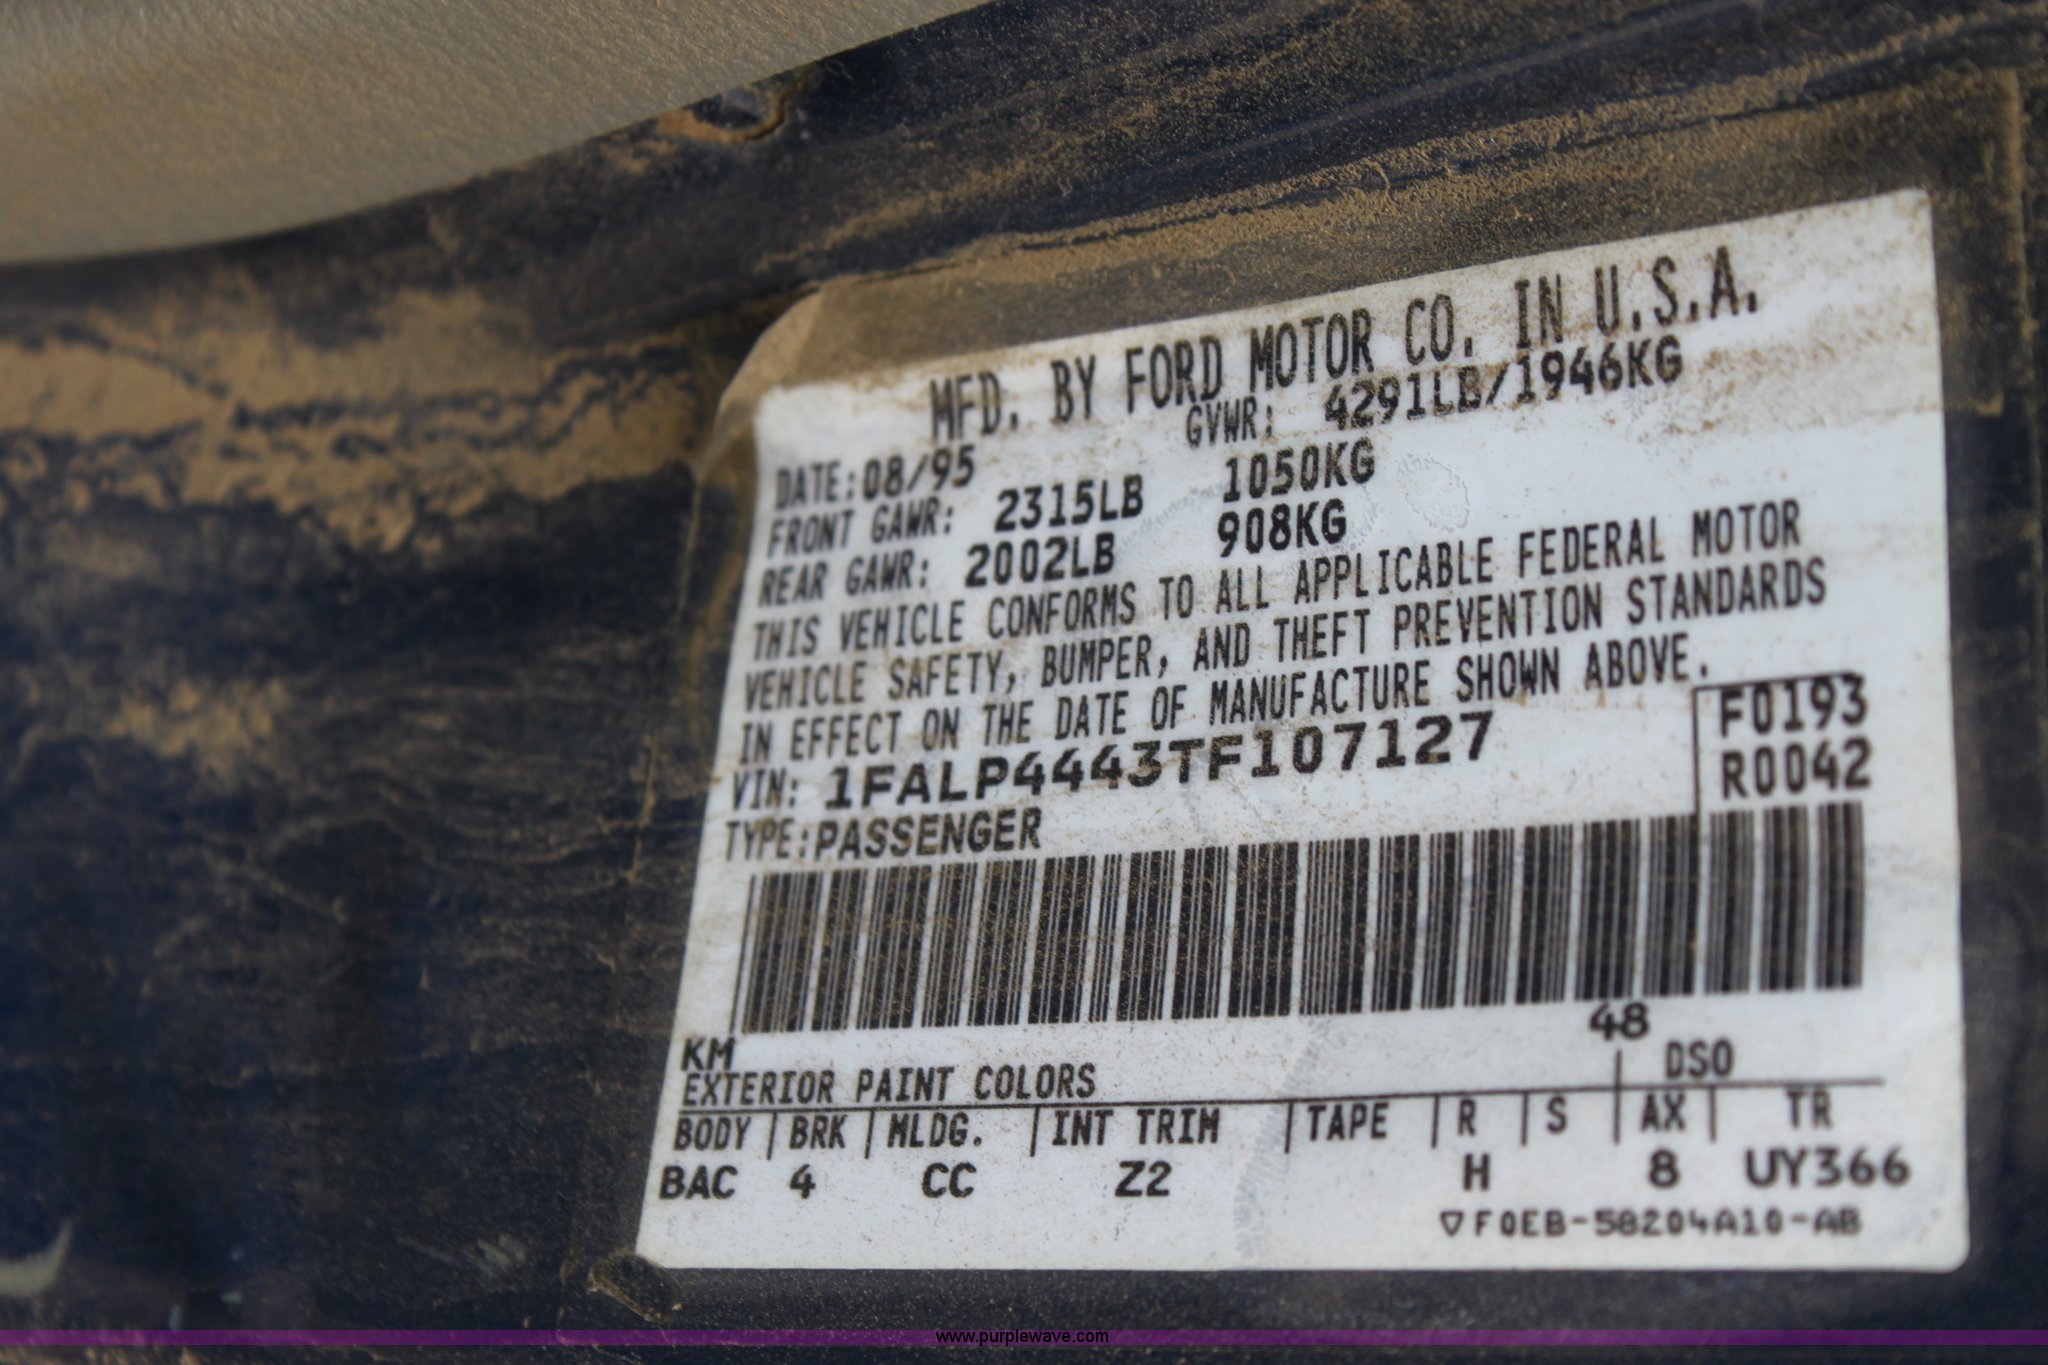 MFD. BY FORD MOTOR CO. IN U.S.A.
DATE:08/95 GVWR: 4291LB/1946KG
FRONT GAWR: 2315LB 1050KG
REAR GAWR: 2002LB 908KG
THIS VEHICLE CONFORMS TO ALL APPLICABLE FEDERAL MOTOR
VEHICLE SAFETY, BUMPER, AND THEFT PREVENTION STANDARDS
IN EFFECT ON THE DATE OF MANUFACTURE SHOWN ABOVE.
VIN: 1FALP4443TF107127
F0193
R0042
TYPE:PASSENGER
48
KM
EXTERIOR PAINT COLORS DSO
BODY | BRK | MLDG. | INT TRIM | TAPE | R | S | AX | TR
BAC 4 CC Z2 H 8 UY366
▽F0EB-58204A10-AB
www.purplewave.com